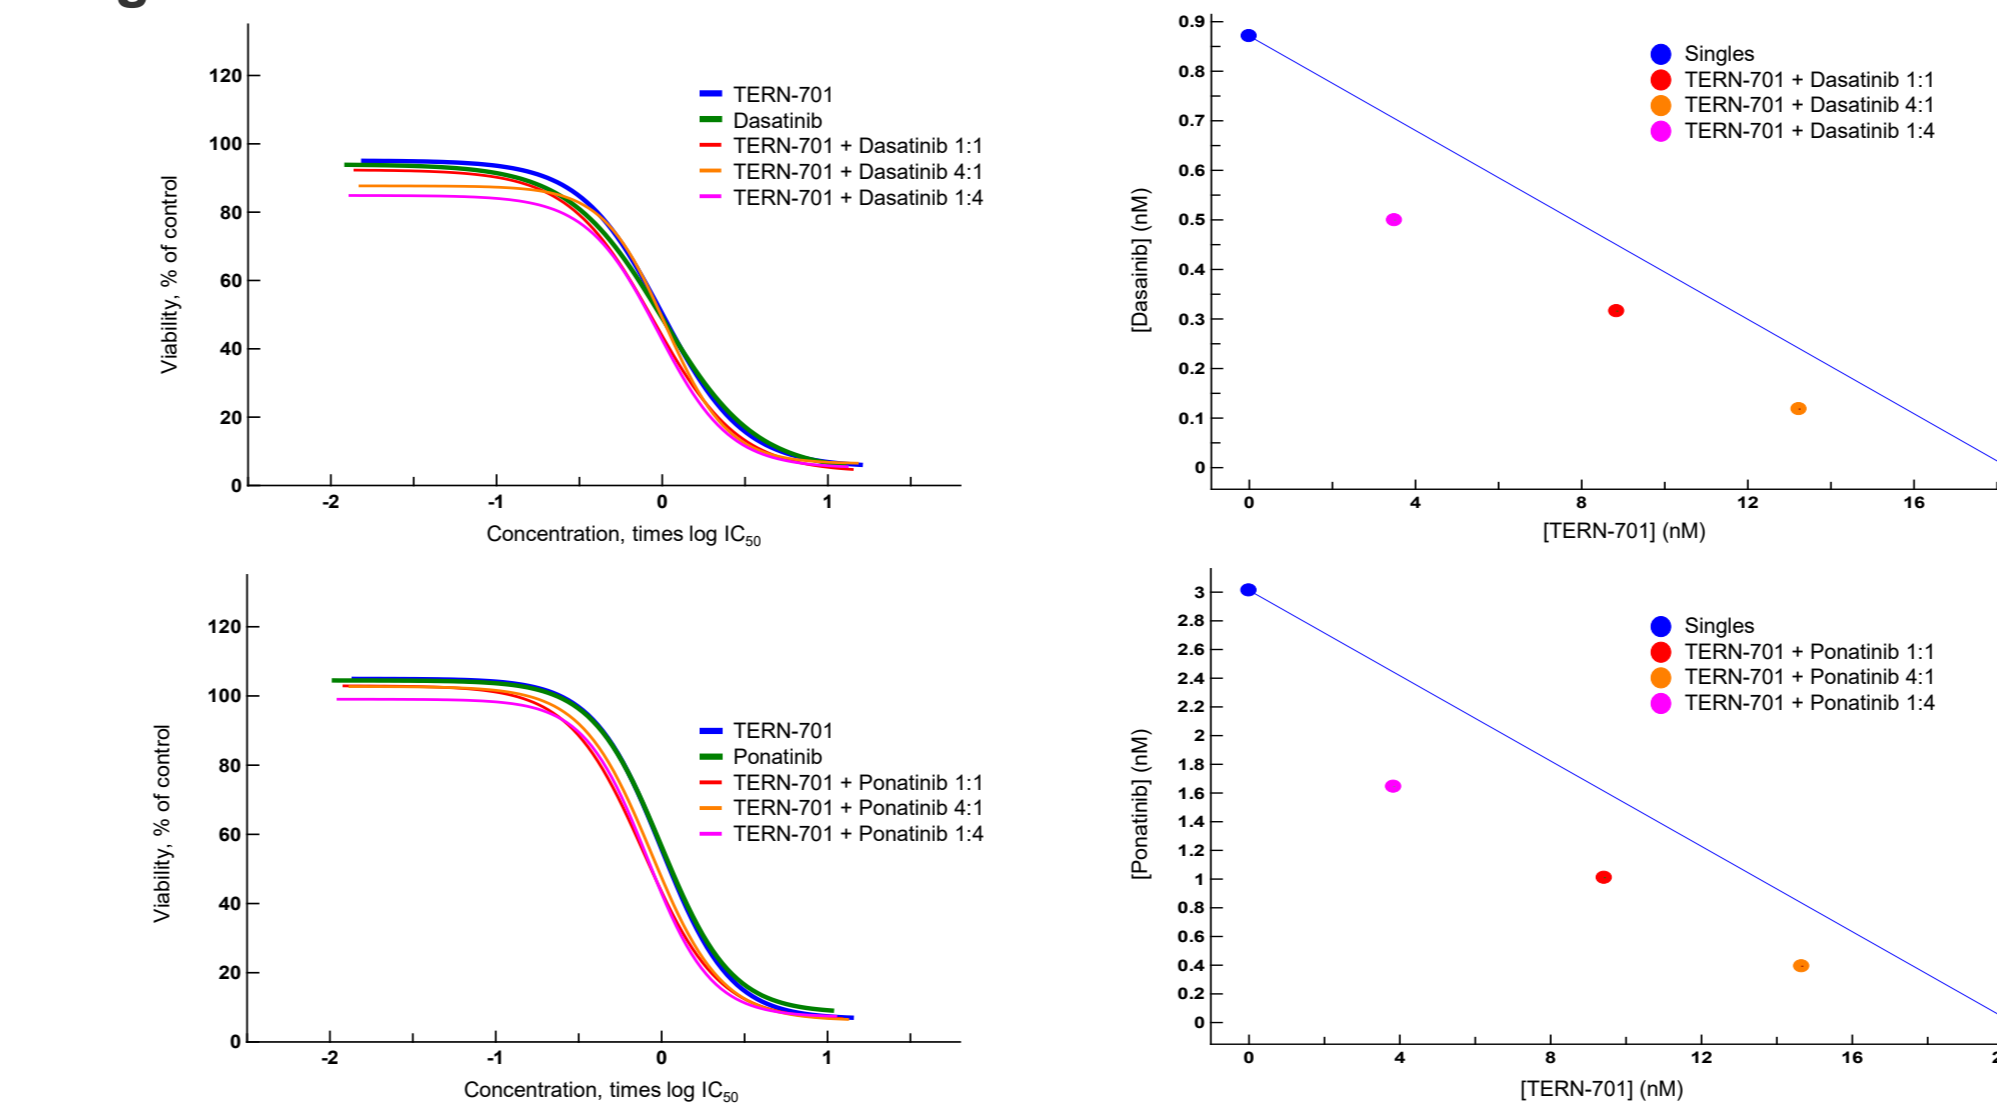 120
100
80
60
40
20
0
-2
-1
0
1
Viability, % of control
Concentration, times log IC50
TERN-701
Dasatinib
TERN-701 + Dasatinib 1:1
TERN-701 + Dasatinib 4:1
TERN-701 + Dasatinib 1:4
0.9
0.8
0.7
0.6
0.5
0.4
0.3
0.2
0.1
0
0
4
8
12
16
[Dasainib] (nM)
[TERN-701] (nM)
Singles
TERN-701 + Dasatinib 1:1
TERN-701 + Dasatinib 4:1
TERN-701 + Dasatinib 1:4
120
100
80
60
40
20
0
-2
-1
0
1
Viability, % of control
Concentration, times log IC50
TERN-701
Ponatinib
TERN-701 + Ponatinib 1:1
TERN-701 + Ponatinib 4:1
TERN-701 + Ponatinib 1:4
3
2.8
2.6
2.4
2.2
2
1.8
1.6
1.4
1.2
1
0.8
0.6
0.4
0.2
0
0
4
8
12
16
[Ponatinib] (nM)
[TERN-701] (nM)
Singles
TERN-701 + Ponatinib 1:1
TERN-701 + Ponatinib 4:1
TERN-701 + Ponatinib 1:4